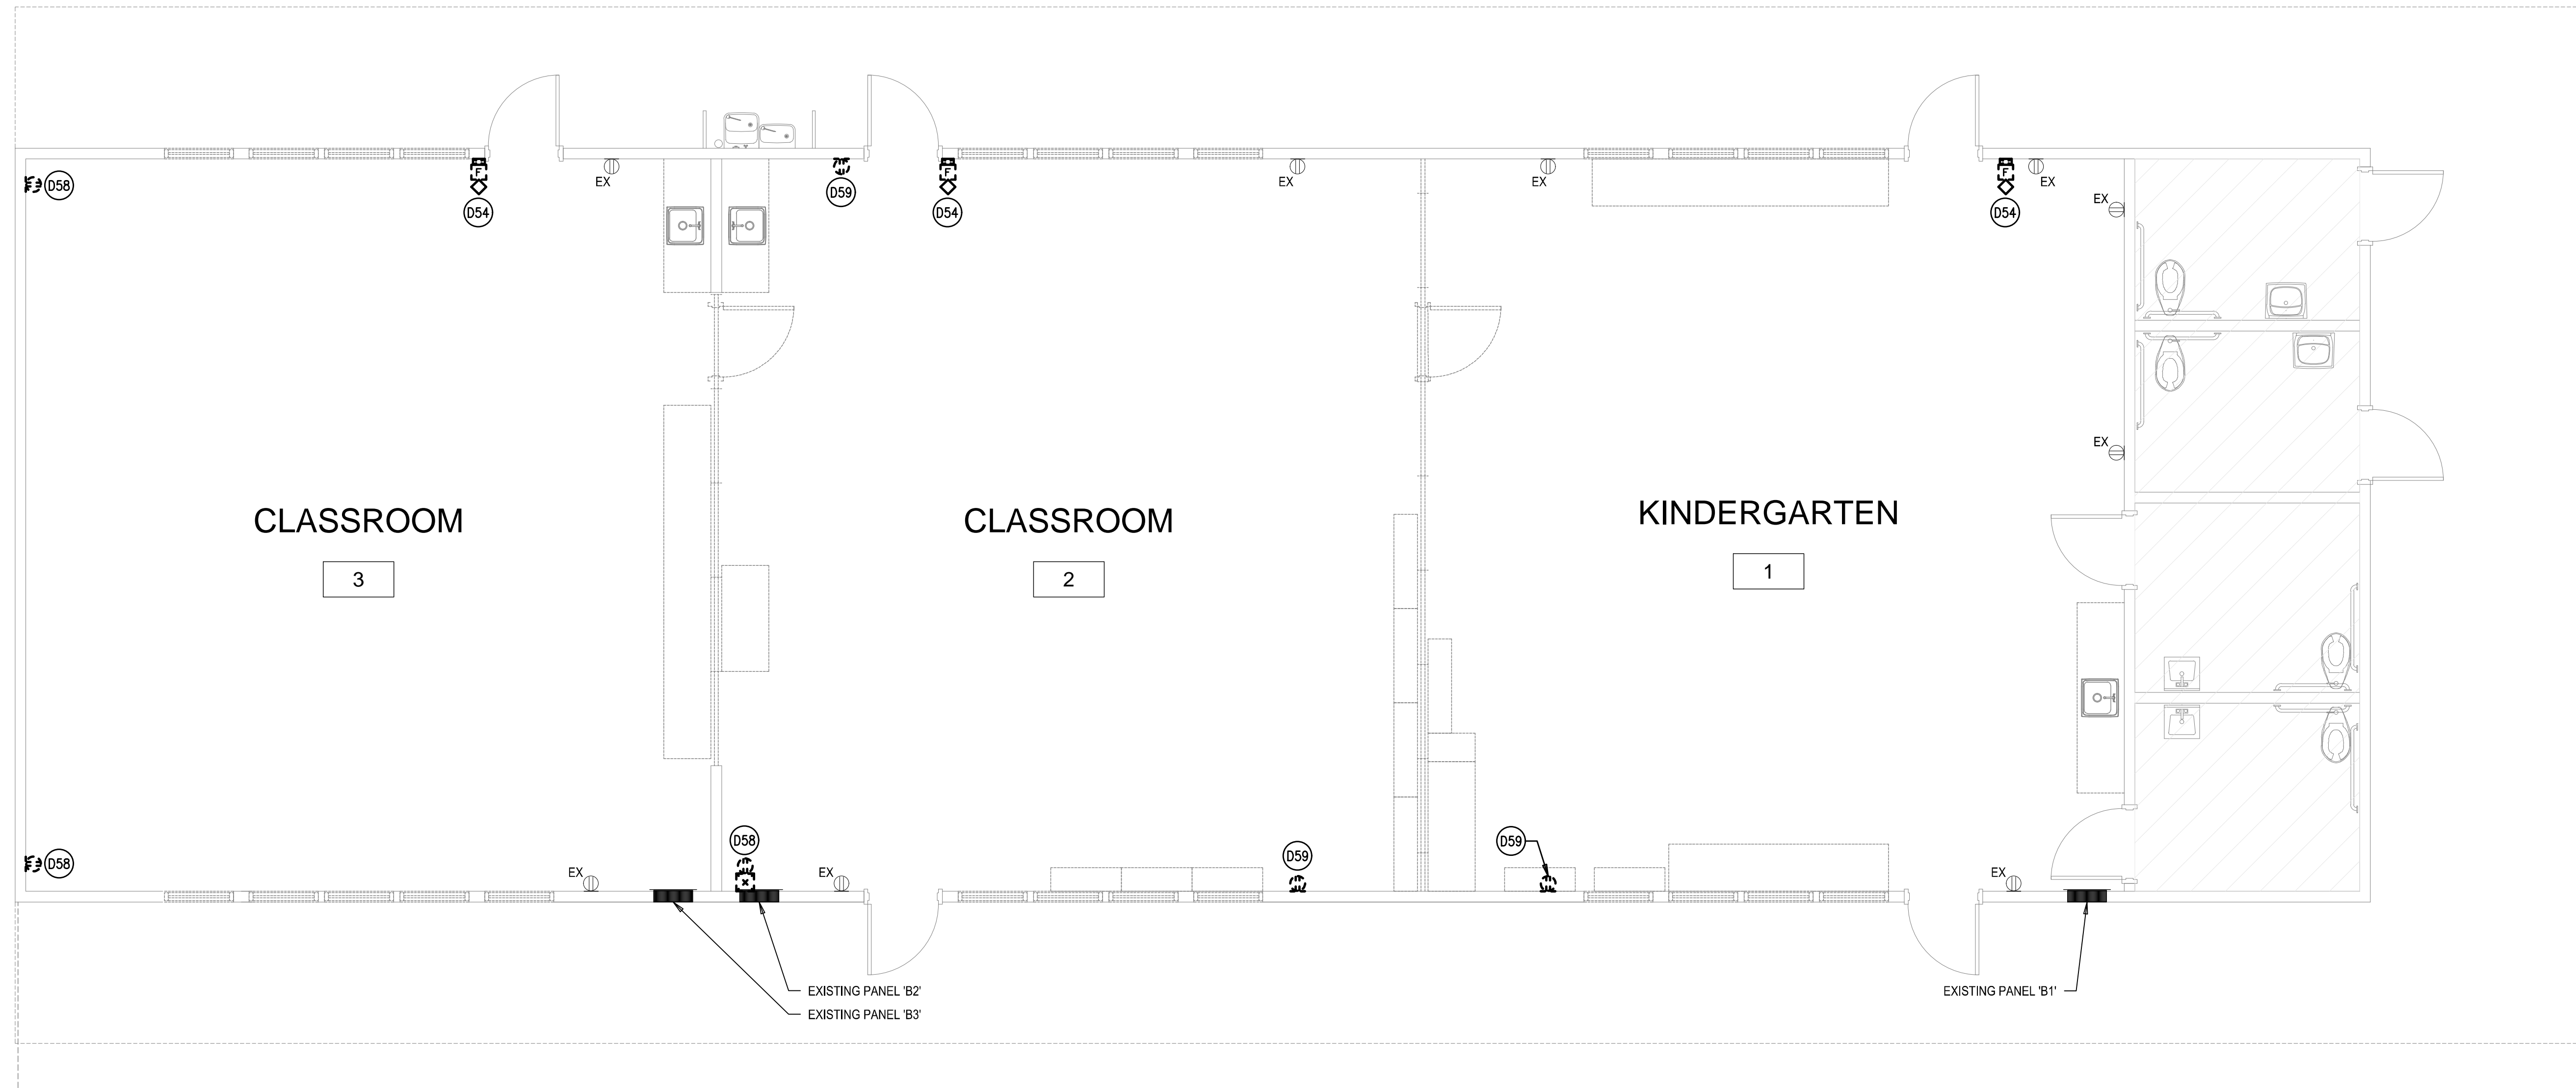 EX
EX
EX
EX
F
F
F
D58
D54
D59
D54
D54
EX
EX
CLASSROOM
3
CLASSROOM
2
KINDERGARTEN
1
D58
D58
x
D59
D59
EX
EX
EX
EXISTING PANEL 'B2'
EXISTING PANEL 'B3'
EXISTING PANEL 'B1'